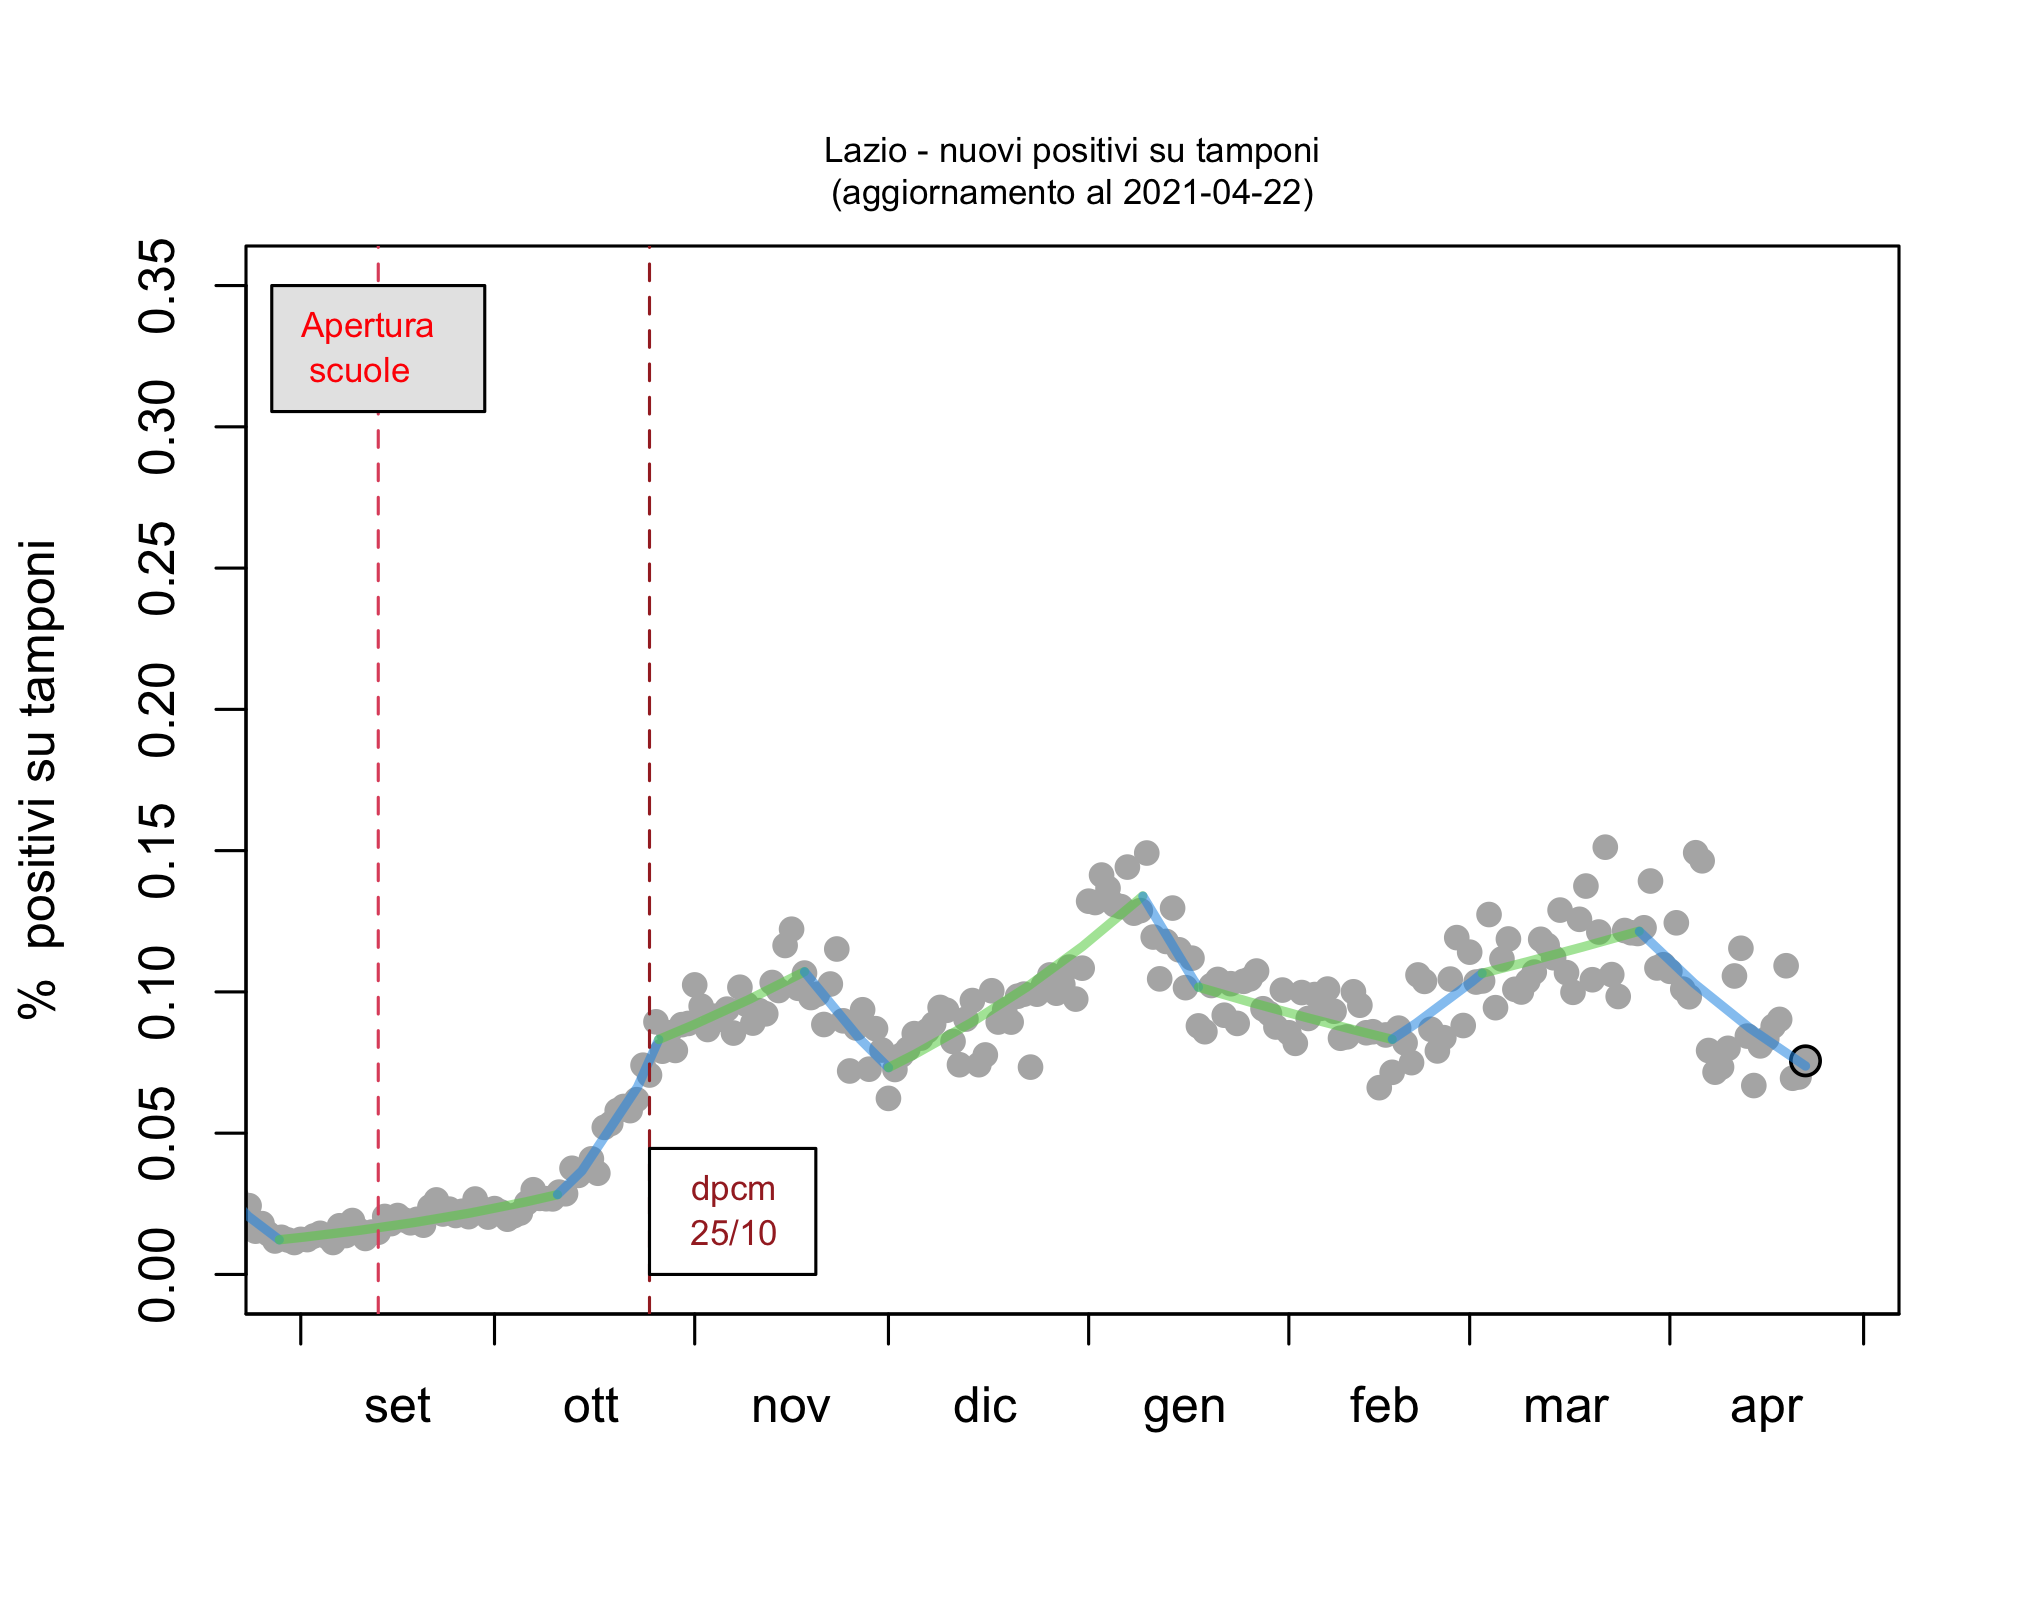 Lazio - nuovi positivi su tamponi
(aggiornamento al 2021-04-22)
% positivi su tamponi
0.35
0.30
0.25
0.20
0.15
0.10
0.05
0.00
Apertura
scuole
dpcm
25/10
set ott nov dic gen feb mar apr